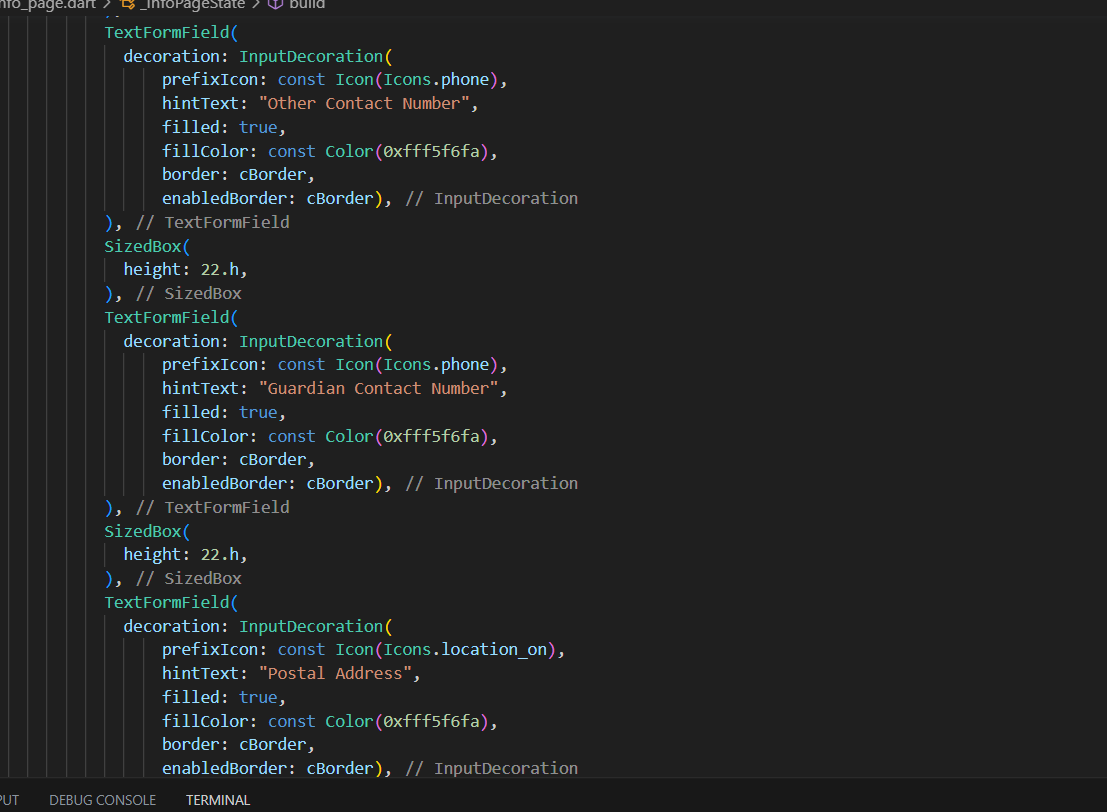 nfo_page.dart > _InfoPageState > build
),
TextFormField(
decoration: InputDecoration(
prefixIcon: const Icon(Icons.phone),
hintText: "Other Contact Number",
filled: true,
fillColor: const Color(0xfff5f6fa),
border: cBorder,
enabledBorder: cBorder), // InputDecoration
), // TextFormField
SizedBox(
height: 22.h,
), // SizedBox
TextFormField(
decoration: InputDecoration(
prefixIcon: const Icon(Icons.phone),
hintText: "Guardian Contact Number",
filled: true,
fillColor: const Color(0xfff5f6fa),
border: cBorder,
enabledBorder: cBorder), // InputDecoration
), // TextFormField
SizedBox(
height: 22.h,
), // SizedBox
TextFormField(
decoration: InputDecoration(
prefixIcon: const Icon(Icons.location_on),
hintText: "Postal Address",
filled: true,
fillColor: const Color(0xfff5f6fa),
border: cBorder,
enabledBorder: cBorder), // InputDecoration
PUT DEBUG CONSOLE TERMINAL